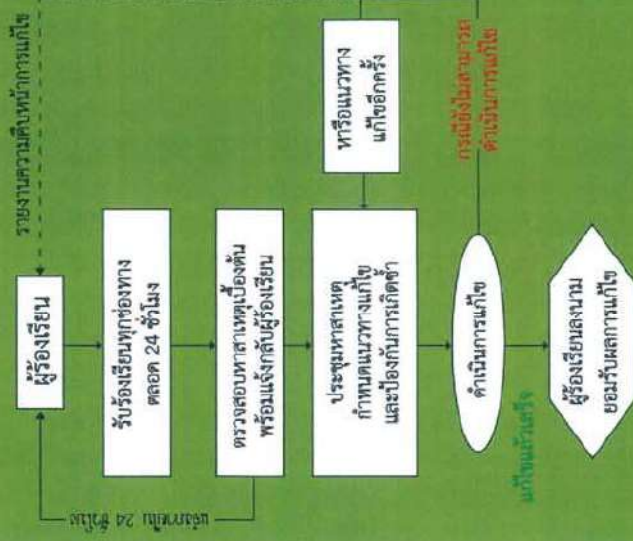 รายงานความคืบหน้าการแก้ไข
ผู้ร้องเรียน
แจ้งภายใน 24 ชั่วโมง
รับร้องเรียนทุกช่องทาง
ตลอด 24 ชั่วโมง
ตรวจสอบหาสาเหตุเบื้องต้น
พร้อมแจ้งกลับผู้ร้องเรียน
ประชุมหาสาเหตุ
กำหนดแนวทางแก้ไข
และป้องกันการเกิดซ้ำ
หารือแนวทาง
แก้ไขอีกครั้ง
ดำเนินการแก้ไข
กรณียังไม่สามารถ
ดำเนินการแก้ไข
แก้ไขแล้วเสร็จ
ผู้ร้องเรียนลงนาม
ยอมรับผลการแก้ไข